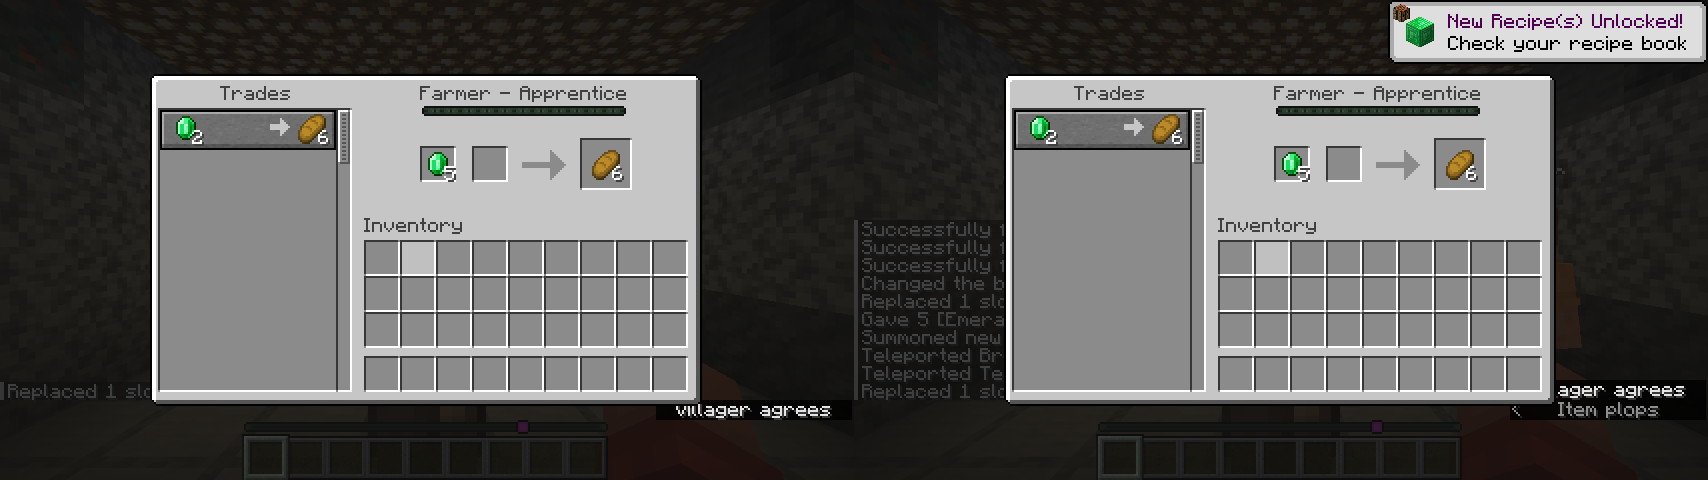 Trades
Farmer - Apprentice
2
6
5
6
Inventory
Replaced 1 slo
villager agrees
New Recipe(s) Unlocked!
Check your recipe book
Trades
Farmer - Apprentice
2
6
5
6
Inventory
Successfully
Successfully
Successfully
Changed the b
Replaced 1 slo
Gave 5 [Emera
Summoned new
Teleported Br
Teleported Te
Replaced 1 slo
ager agrees
< Item plops